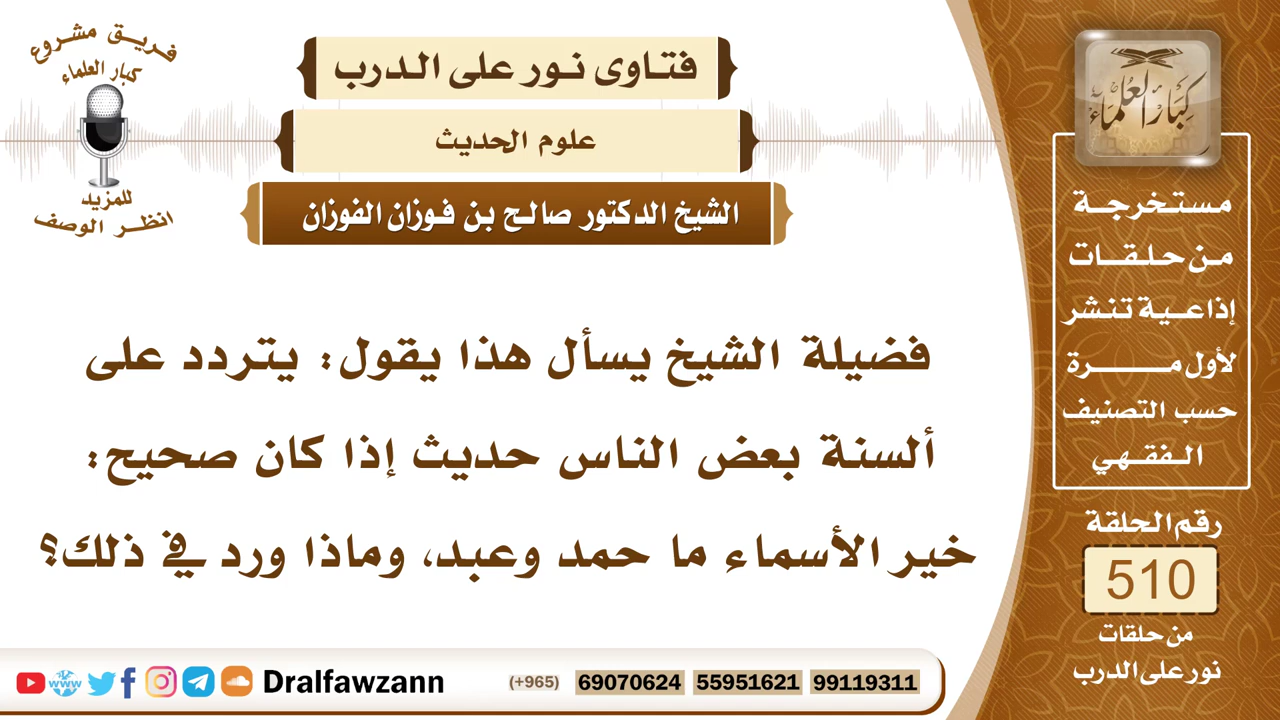 فريق مشروع
كبار العلماء
للمزيد
انظر الوصف
فتاوى نور على الدرب
علوم الحديث
الشيخ الدكتور صالح بن فوزان الفوزان
فضيلة الشيخ يسأل هذا يقول: يتردد على
ألسنة بعض الناس حديث إذا كان صحيح:
خير الأسماء ما حمد وعبد، وماذا ورد في ذلك؟
كبار العلماء
مستخرجة
من حلقات
إذاعية تنشر
لأول مرة
حسب التصنيف
الفقهي
رقم الحلقة
510
من حلقات
نور على الدرب
www
Dralfawzann (+965) 69070624 55951621 99119311